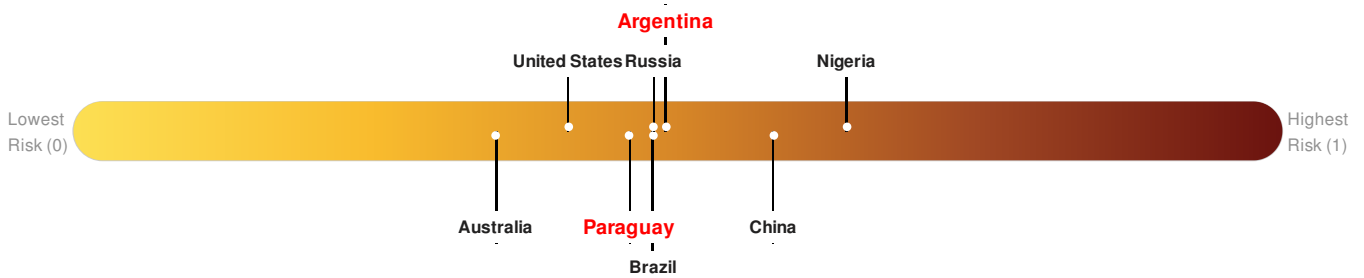 Argentina
United States Russia Nigeria
Lowest
Risk (0)
Highest
Risk (1)
Australia Paraguay China
Brazil